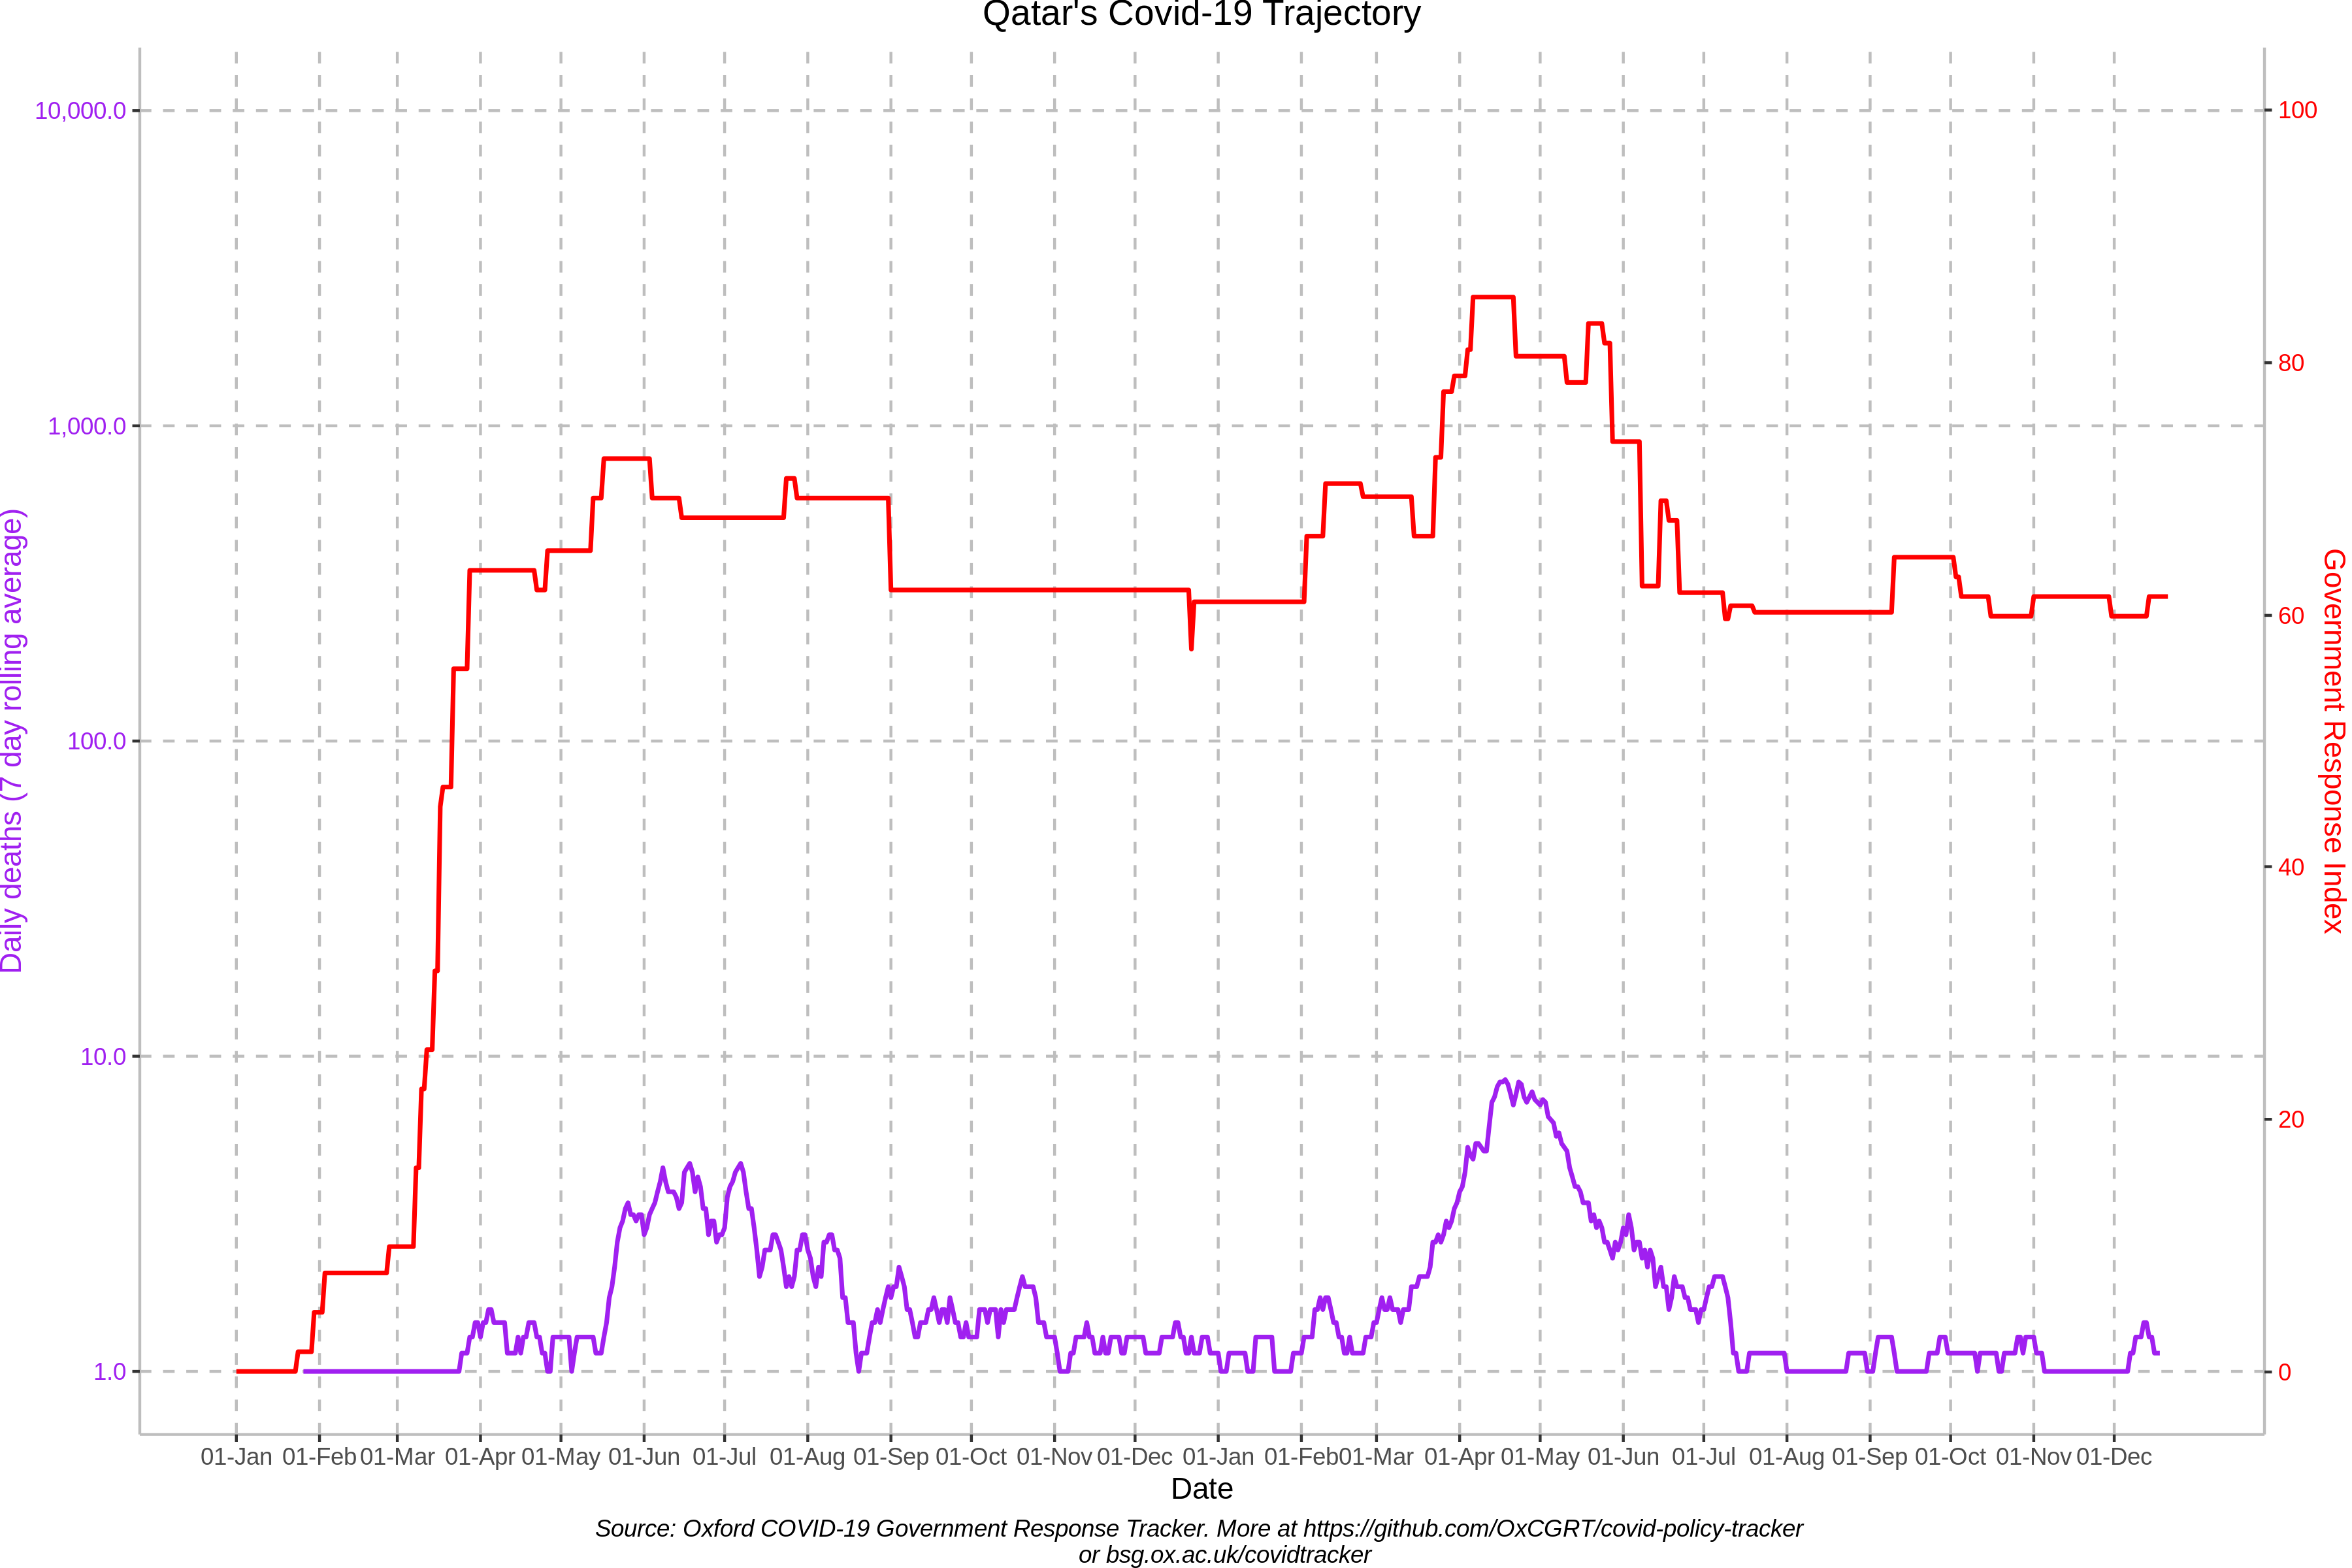 Qatar's Covid-19 Trajectory
10,000.0
1,000.0
100.0
10.0
1.0
Daily deaths (7 day rolling average)
100
80
60
40
20
0
Government Response Index
01-Jan 01-Feb 01-Mar 01-Apr 01-May 01-Jun 01-Jul 01-Aug 01-Sep 01-Oct 01-Nov 01-Dec 01-Jan 01-Feb 01-Mar 01-Apr 01-May 01-Jun 01-Jul 01-Aug 01-Sep 01-Oct 01-Nov 01-Dec
Date
Source: Oxford COVID-19 Government Response Tracker. More at https://github.com/OxCGRT/covid-policy-tracker
or bsg.ox.ac.uk/covidtracker